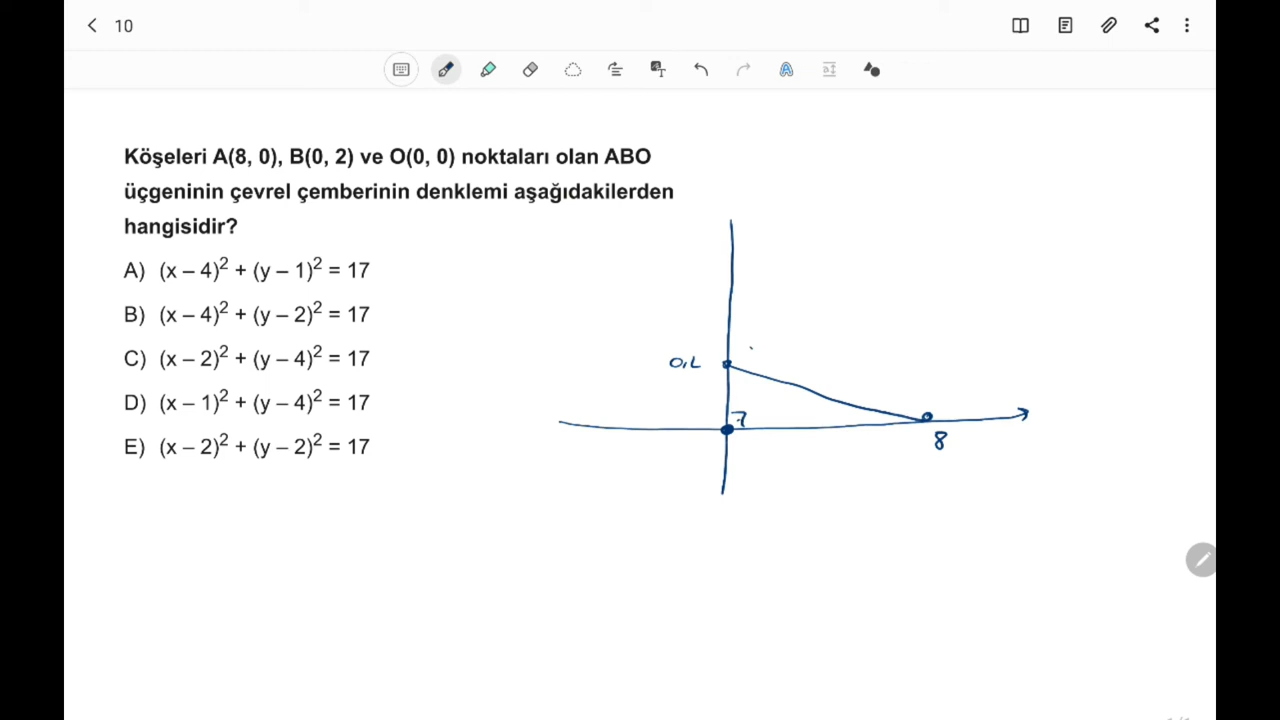 10
Köşeleri A(8, 0), B(0, 2) ve O(0, 0) noktaları olan ABO
üçgeninin çevrel çemberinin denklemi aşağıdakilerden
hangisidir?
A) (x – 4)² + (y – 1)² = 17
B) (x – 4)² + (y – 2)² = 17
C) (x – 2)² + (y – 4)² = 17
D) (x – 1)² + (y – 4)² = 17
E) (x – 2)² + (y – 2)² = 17
0,2
8